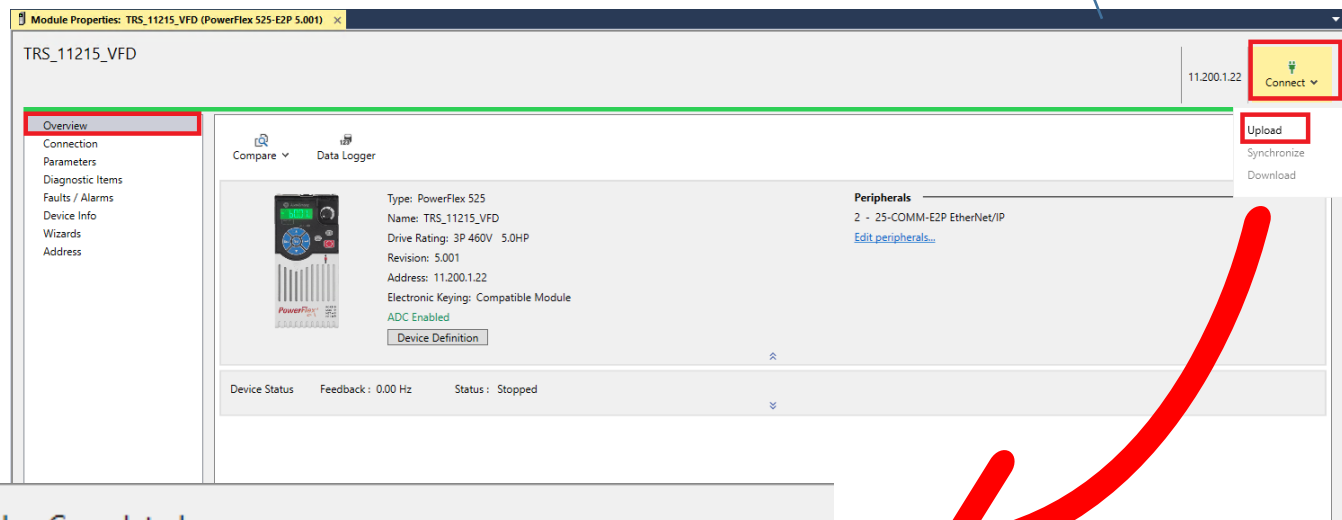 Module Properties: TRS_11215_VFD (PowerFlex 525-E2P 5.001) ×
TRS_11215_VFD
11.200.1.22
Connect
Overview
Connection
Parameters
Diagnostic Items
Faults / Alarms
Device Info
Wizards
Address
Compare
Data Logger
Upload
Synchronize
Download
PowerFlex
Type: PowerFlex 525
Name: TRS_11215_VFD
Drive Rating: 3P 460V 5.0HP
Revision: 5.001
Address: 11.200.1.22
Electronic Keying: Compatible Module
ADC Enabled
Device Definition
Peripherals
2 - 25-COMM-E2P EtherNet/IP
Edit peripherals...
Device Status Feedback : 0.00 Hz Status : Stopped